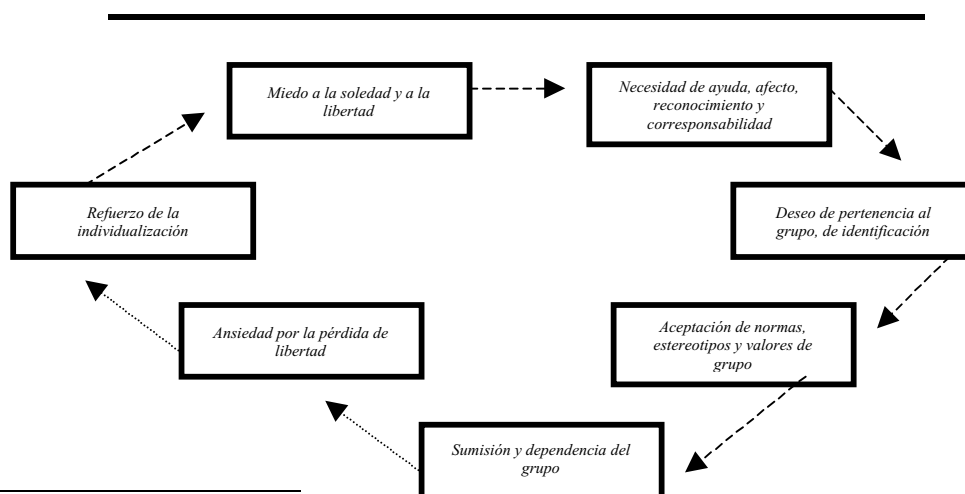 Miedo a la soledad y a la
libertad
Necesidad de ayuda, afecto,
reconocimiento y
corresponsabilidad
Deseo de pertenencia al
grupo, de identificación
Aceptación de normas,
estereotipos y valores de
grupo
Sumisión y dependencia del
grupo
Ansiedad por la pérdida de
libertad
Refuerzo de la
individualización